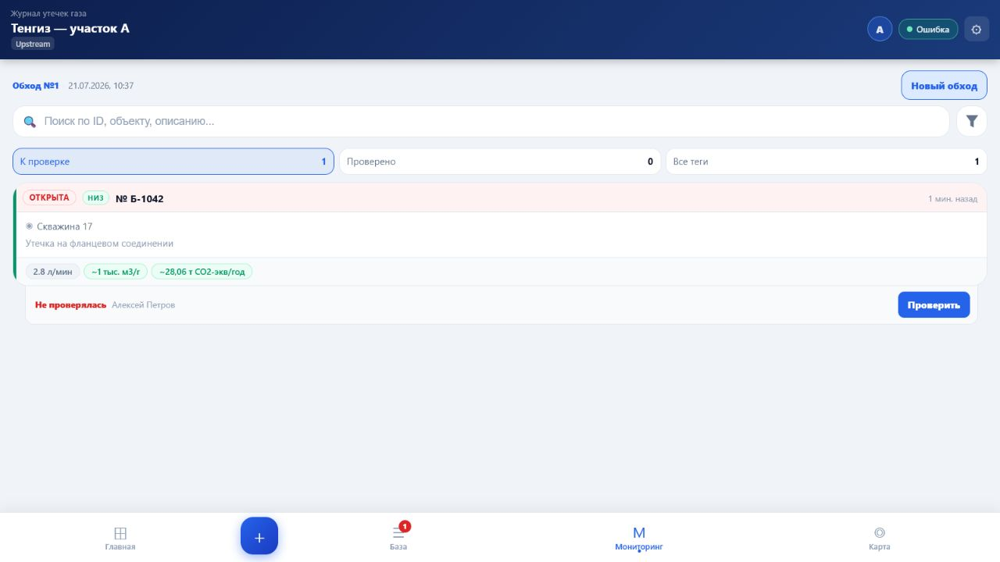 Журнал утечек газа
Тенгиз — участок А
Upstream
А
Ошибка
Обход №1 21.07.2026, 10:37
Новый обход
Поиск по ID, объекту, описанию...
К проверке 1
Проверено 0
Все теги 1
ОТКРЫТА НИЗ № Б-1042 1 мин. назад
Скважина 17
Утечка на фланцевом соединении
2.8 л/мин ~1 тыс. м3/г ~28,06 т CO2-экв/год
Не проверялась Алексей Петров Проверить
Главная
+
1
База
М
Мониторинг
Карта